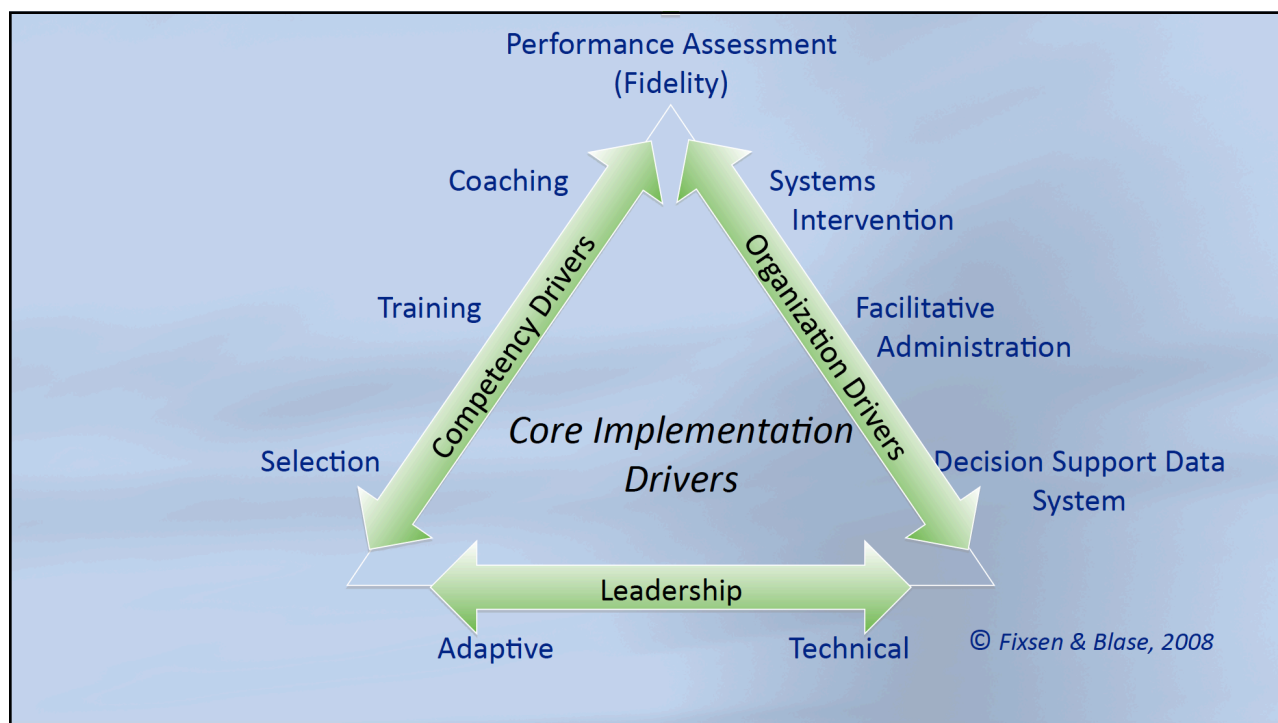 Performance Assessment
(Fidelity)
Coaching
Systems
Intervention
Training
Competency Drivers
Organization Drivers
Facilitative
Administration
Core Implementation
Drivers
Selection
Decision Support Data
System
Leadership
Adaptive
Technical
© Fixsen & Blase, 2008